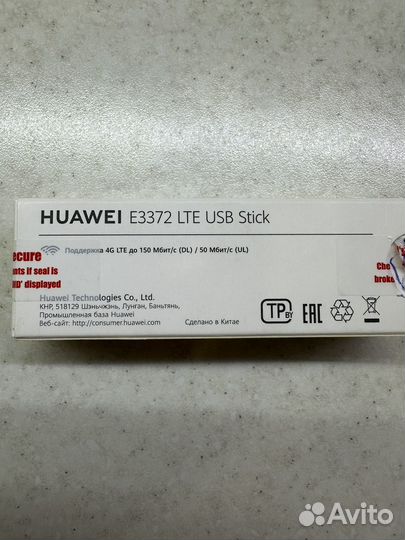 HUAWEI E3372 LTE USB Stick
ecure
Поддержка 4G LTE до 150 Мбит/с (DL) / 50 Мбит/с (UL)
nts if seal is
ID' displayed
Che
broke
Huawei Technologies Co., Ltd.
КНР, 518129 Шэньчжэнь, Лунган, Баньтянь,
Промышленная база Huawei
Веб-сайт: http://consumer.huawei.com
Сделано в Китае
TP BY
EAC
Avito